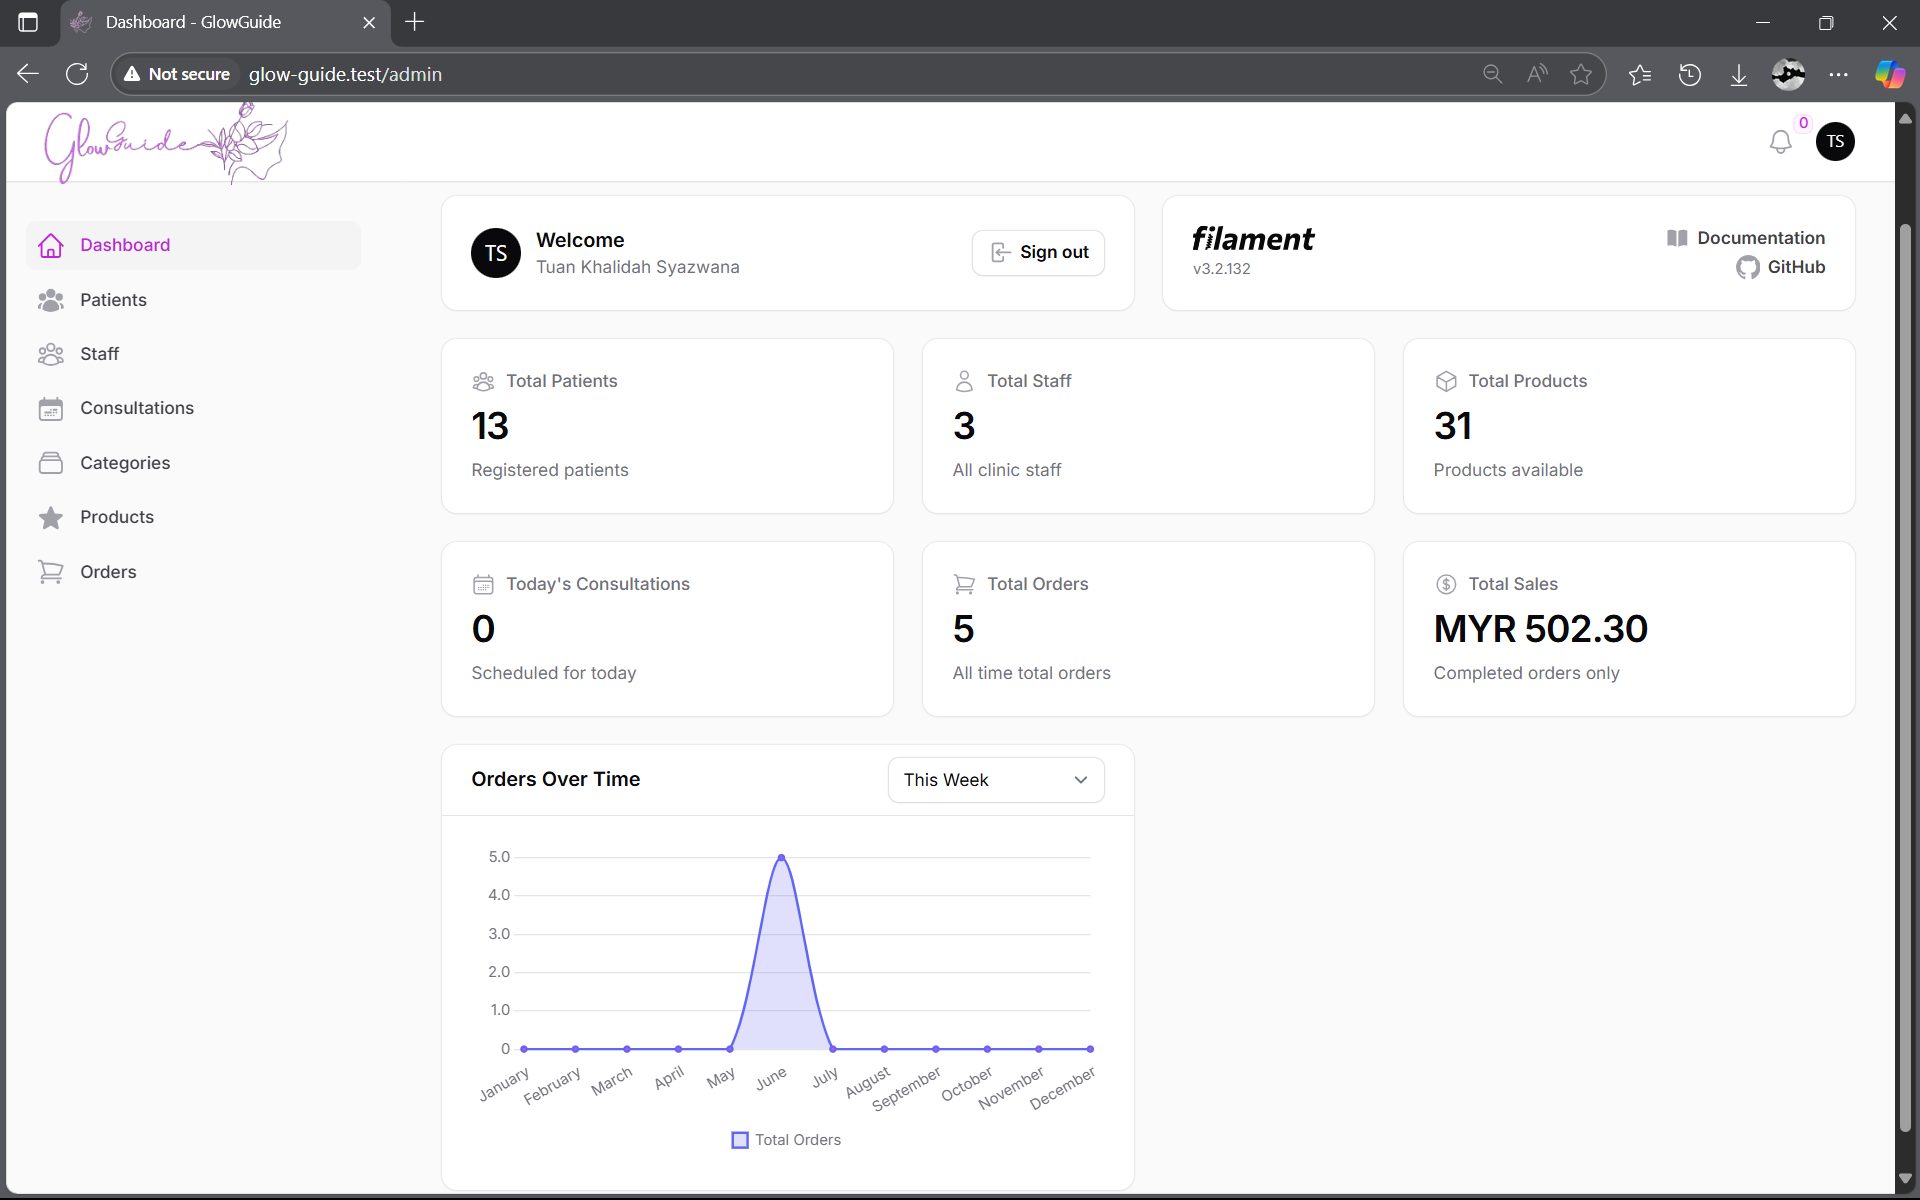 Dashboard - GlowGuide
Not secure glow-guide.test/admin
GlowGuide
0
TS
Dashboard
Patients
Staff
Consultations
Categories
Products
Orders
TS
Welcome
Tuan Khalidah Syazwana
Sign out
filament
v3.2.132
Documentation
GitHub
Total Patients
13
Registered patients
Total Staff
3
All clinic staff
Total Products
31
Products available
Today's Consultations
0
Scheduled for today
Total Orders
5
All time total orders
Total Sales
MYR 502.30
Completed orders only
Orders Over Time
This Week
5.0
4.0
3.0
2.0
1.0
0
January
February
March
April
May
June
July
August
September
October
November
December
Total Orders